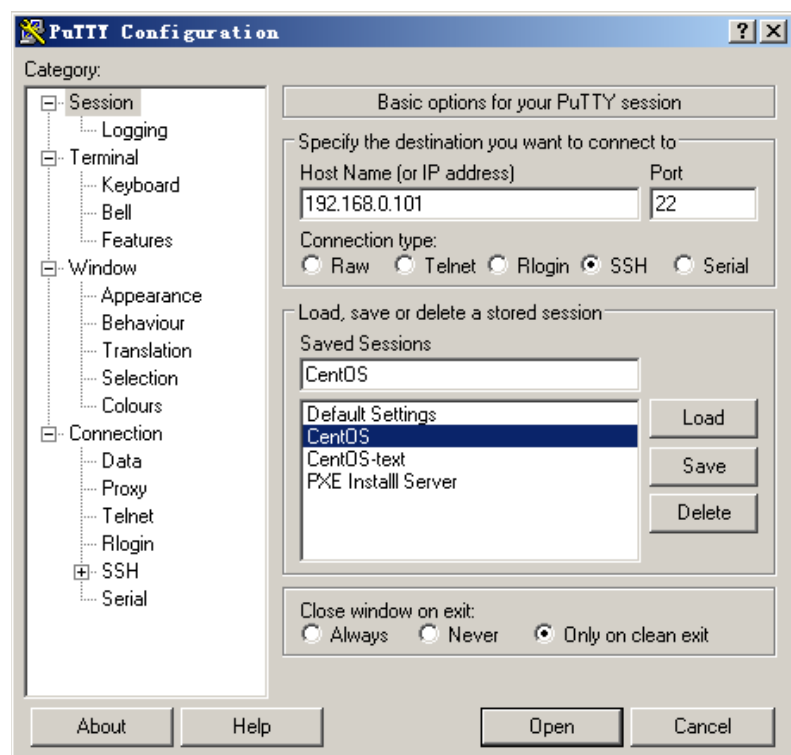 PuTTY Configuration
Category:
Session
Logging
Terminal
Keyboard
Bell
Features
Window
Appearance
Behaviour
Translation
Selection
Colours
Connection
Data
Proxy
Telnet
Rlogin
SSH
Serial
Basic options for your PuTTY session
Specify the destination you want to connect to
Host Name (or IP address) Port
192.168.0.101 22
Connection type:
Raw Telnet Rlogin SSH Serial
Load, save or delete a stored session
Saved Sessions
CentOS
Default Settings
CentOS
CentOS-text
PXE Installl Server
Load
Save
Delete
Close window on exit:
Always Never Only on clean exit
About Help Open Cancel